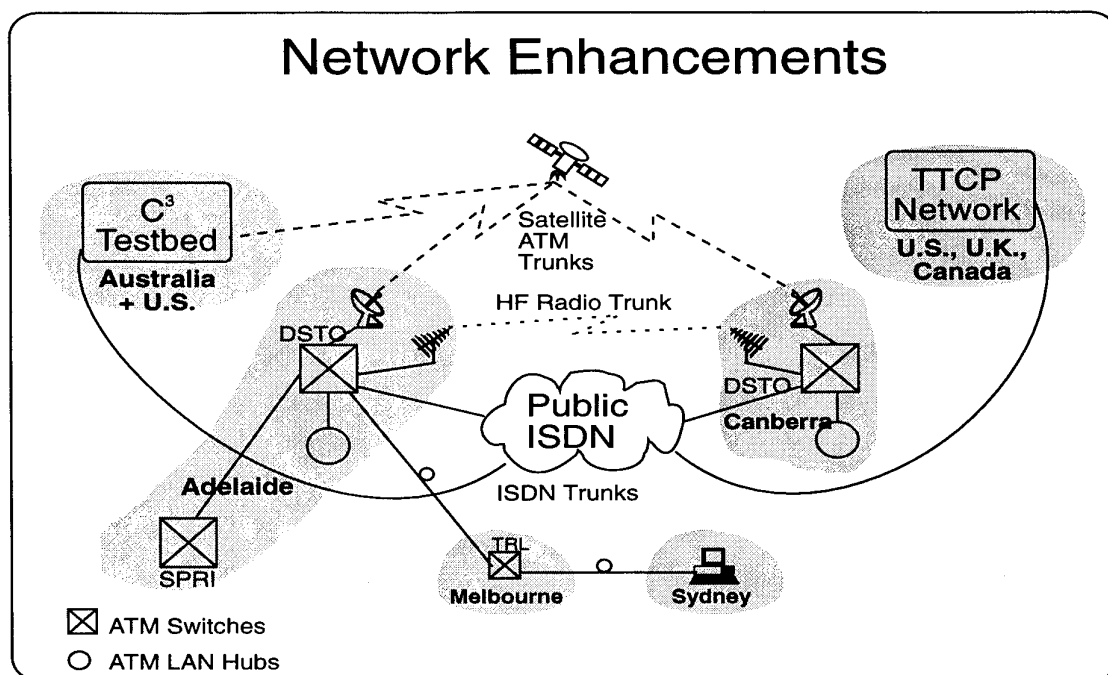 Network Enhancements
C³
Testbed
Australia
+ U.S.
Satellite
ATM
Trunks
TTCP
Network
U.S., U.K.,
Canada
HF Radio Trunk
DSTO
DSTO
Canberra
Public
ISDN
ISDN Trunks
Adelaide
SPRI
TRL
Melbourne
Sydney
ATM Switches
ATM LAN Hubs